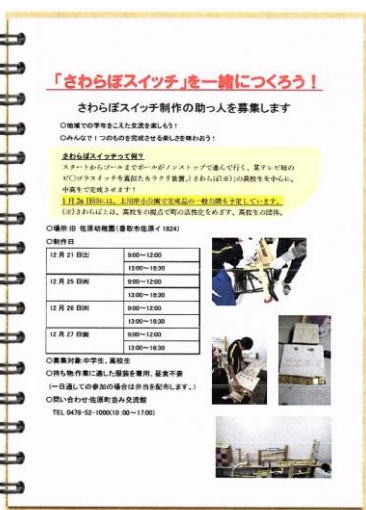 「さわらぼスイッチ」を一緒につくろう！
さわらぼスイッチ制作の助っ人を募集します
○地域での学年をこえた交流を楽しもう！
○みんなで１つのものを完成させる楽しさを味わおう！
さわらぼスイッチって何？
スタートからゴールまでボールがノンストップで進んで行く、某テレビ局の
ピ○ゴラスイッチを真似たカラクリ装置。さわらぼ(※)の高校生を中心に、
中高生で完成させます！
1月26日(日)には、上川岸小公園で完成品の一般公開も予定しています。
(※)さわらぼとは、高校生の視点で町の活性化をめざす、高校生の団体。
○場所:旧 佐原幼稚園(香取市佐原イ1824)
○制作日
12月21日(土) 9:00～12:00
13:00～16:30
12月25日(水) 9:00～12:00
13:00～16:30
12月26日(木) 9:00～12:00
13:00～16:30
12月27日(金) 9:00～12:00
13:00～16:30
○募集対象:中学生、高校生
○持ち物:作業に適した服装を着用、昼食不要
(一日通しての参加の場合は弁当を配布します。)
○問い合わせ:佐原町並み交流館
TEL 0478-52-1000(10:00～17:00)